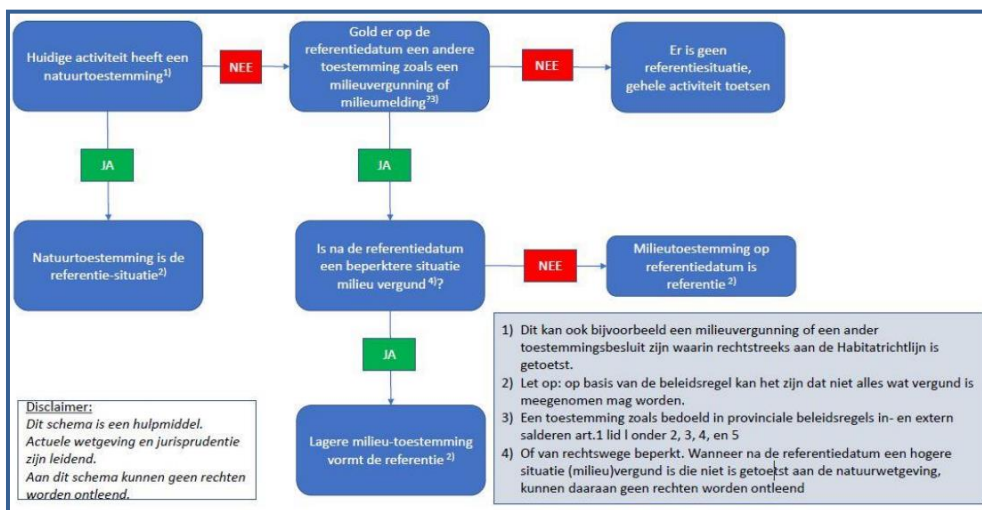 Huidige activiteit heeft een
natuurtoestemming1)
NEE
Gold er op de
referentiedatum een andere
toestemming zoals een
milieuvergunning of
milieumelding?3)
NEE
Er is geen
referentiesituatie,
gehele activiteit toetsen
JA
JA
Natuurtoestemming is de
referentie-situatie2)
Is na de referentiedatum
een beperktere situatie
milieu vergund 4)?
NEE
Milieutoestemming op
referentiedatum is
referentie 2)
JA
Lagere milieu-toestemming
vormt de referentie 2)
Disclaimer:
Dit schema is een hulpmiddel.
Actuele wetgeving en jurisprudentie
zijn leidend.
Aan dit schema kunnen geen rechten
worden ontleend.
1) Dit kan ook bijvoorbeeld een milieuvergunning of een ander
toestemmingsbesluit zijn waarin rechtstreeks aan de Habitatrichtlijn is
getoetst.
2) Let op: op basis van de beleidsregel kan het zijn dat niet alles wat vergund is
meegenomen mag worden.
3) Een toestemming zoals bedoeld in provinciale beleidsregels in- en extern
salderen art.1 lid l onder 2, 3, 4, en 5
4) Of van rechtswege beperkt. Wanneer na de referentiedatum een hogere
situatie (milieu)vergund is die niet is getoetst aan de natuurwetgeving,
kunnen daaraan geen rechten worden ontleend